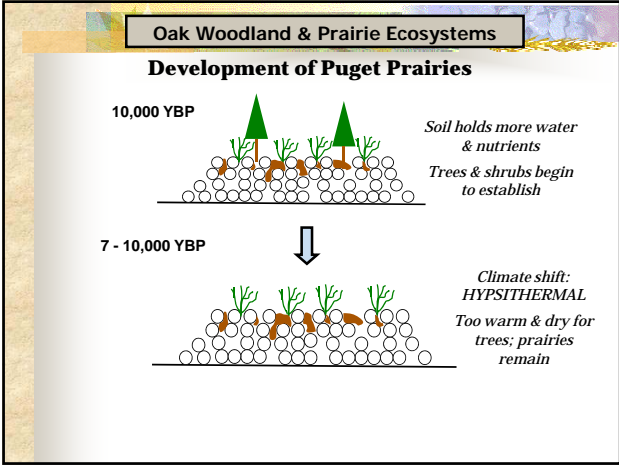 Oak Woodland & Prairie Ecosystems
Development of Puget Prairies
10,000 YBP
Soil holds more water
& nutrients
Trees & shrubs begin
to establish
7 - 10,000 YBP
Climate shift:
HYPSITHERMAL
Too warm & dry for
trees; prairies
remain